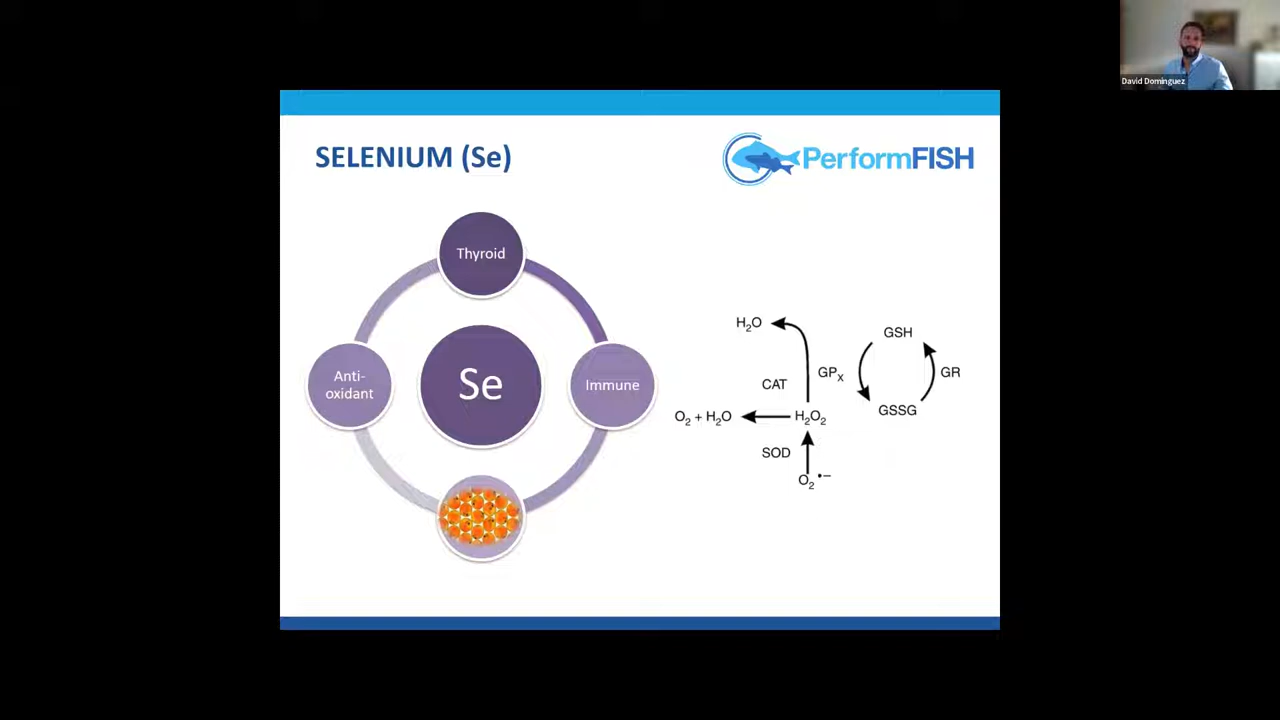 David Dominguez
SELENIUM (Se)
PerformFISH
Thyroid
Anti-
oxidant
Se
Immune
H₂O
GSH
CAT
GPₓ
GR
O₂ + H₂O
H₂O₂
GSSG
SOD
O₂•−